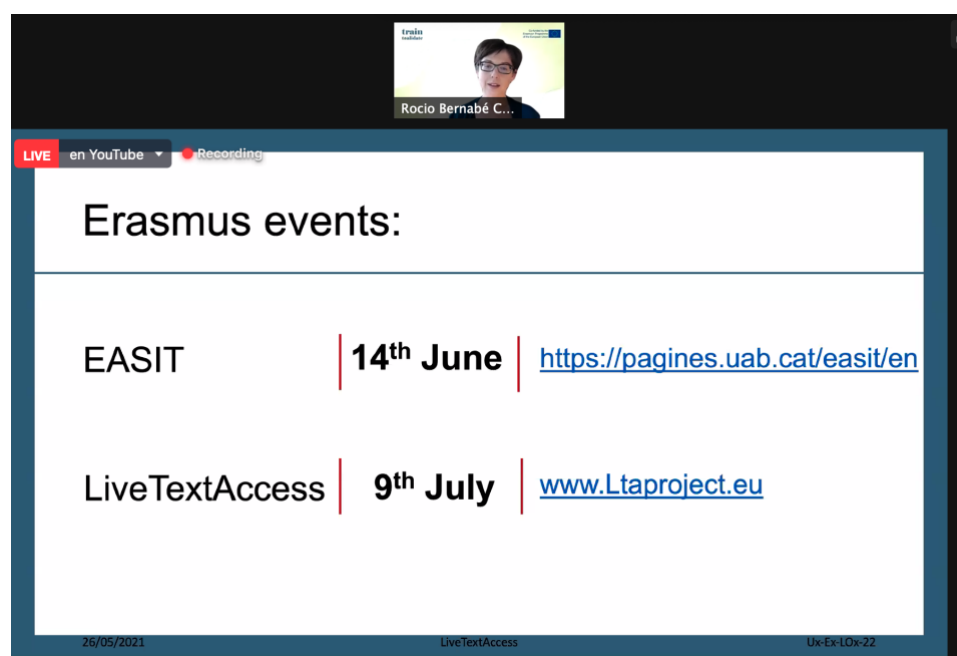 train
Rocio Bernabé C...
LIVE en YouTube
Recording
Erasmus events:
EASIT 14th June https://pagines.uab.cat/easit/en
LiveTextAccess 9th July www.Ltaproject.eu
26/05/2021 LiveTextAccess Ux-Ex-LOx-22